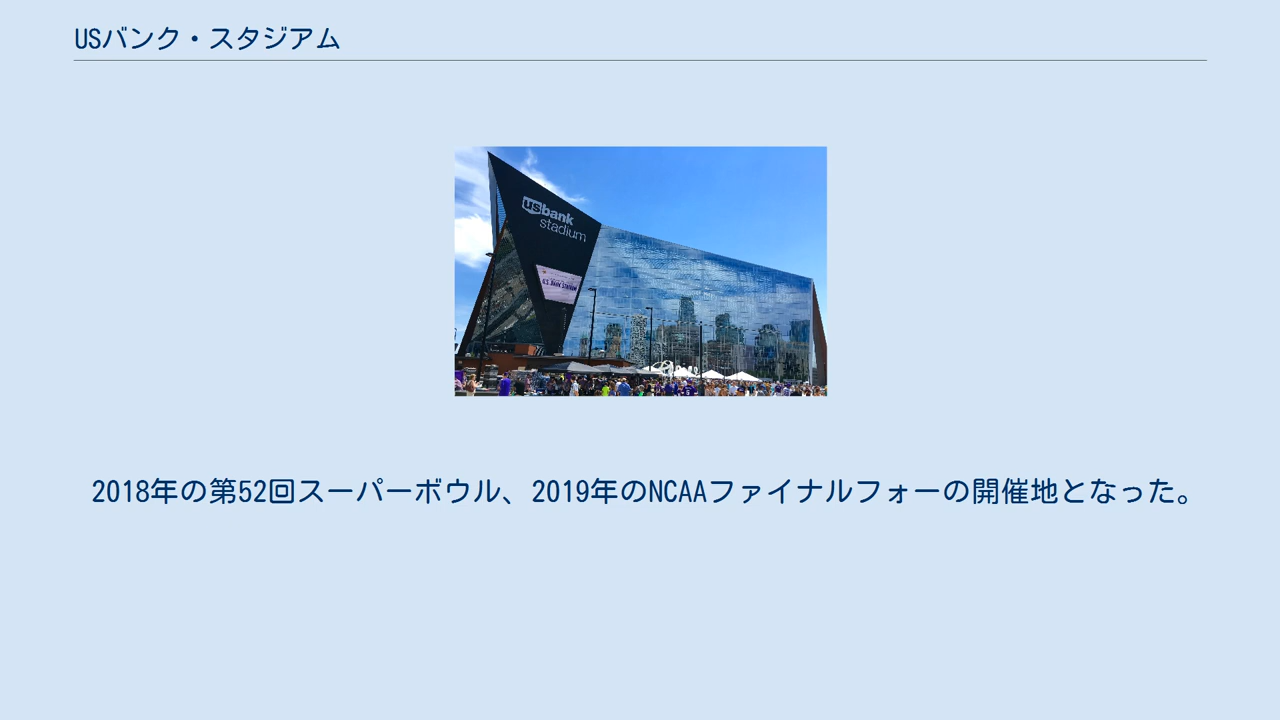 USバンク・スタジアム
usbank
stadium
U.S. BANK STADIUM
2018年の第52回スーパーボウル、2019年のNCAAファイナルフォーの開催地となった。